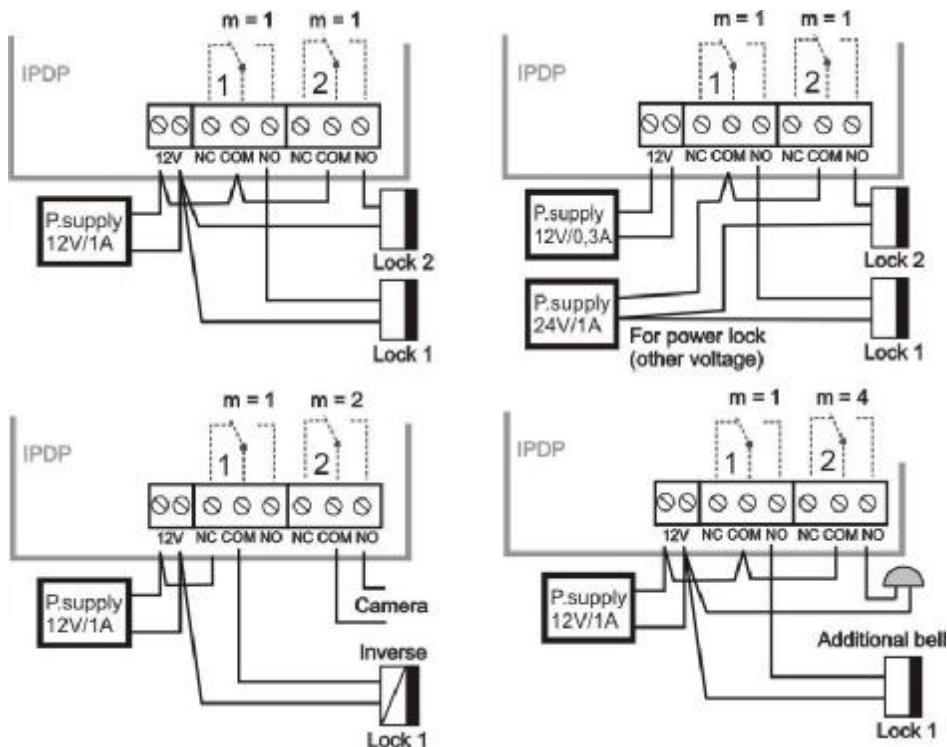 m = 1 m = 1
IPDP
1 2
12V NC COM NO NC COM NO
P.supply
12V/1A
Lock 2
Lock 1
m = 1 m = 1
IPDP
1 2
12V NC COM NO NC COM NO
P.supply
12V/0,3A
Lock 2
P.supply
24V/1A
For power lock
(other voltage)
Lock 1
m = 1 m = 2
IPDP
1 2
12V NC COM NO NC COM NO
P.supply
12V/1A
Camera
Inverse
Lock 1
m = 1 m = 4
IPDP
1 2
12V NC COM NO NC COM NO
P.supply
12V/1A
Additional bell
Lock 1